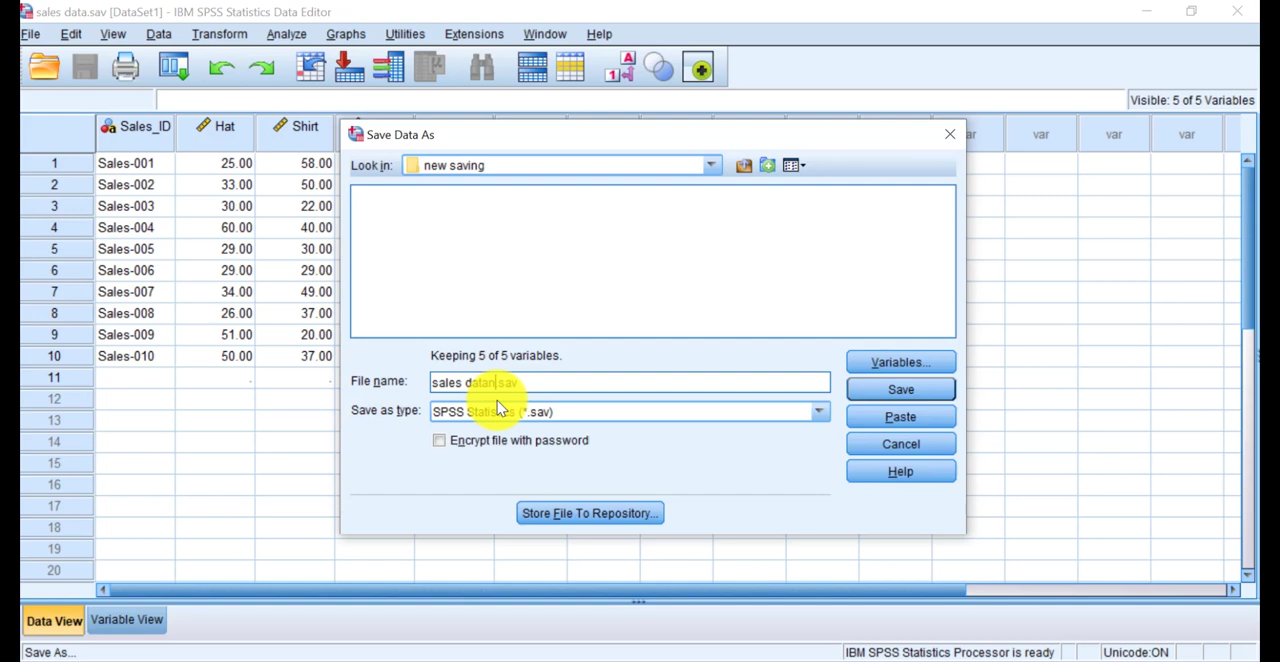 sales data.sav [DataSet1] - IBM SPSS Statistics Data Editor
File Edit View Data Transform Analyze Graphs Utilities Extensions Window Help
Visible: 5 of 5 Variables
Sales_ID Hat Shirt ar var var var
1 Sales-001 25.00 58.00
2 Sales-002 33.00 50.00
3 Sales-003 30.00 22.00
4 Sales-004 60.00 40.00
5 Sales-005 29.00 30.00
6 Sales-006 29.00 29.00
7 Sales-007 34.00 49.00
8 Sales-008 26.00 37.00
9 Sales-009 51.00 20.00
10 Sales-010 50.00 37.00
11 . .
12
13
14
15
16
17
18
19
20
Save Data As
Look in: new saving
Keeping 5 of 5 variables.
File name: sales datan.sav
Save as type: SPSS Statistics (*.sav)
Encrypt file with password
Variables...
Save
Paste
Cancel
Help
Store File To Repository...
Data View Variable View
Save As... IBM SPSS Statistics Processor is ready Unicode:ON